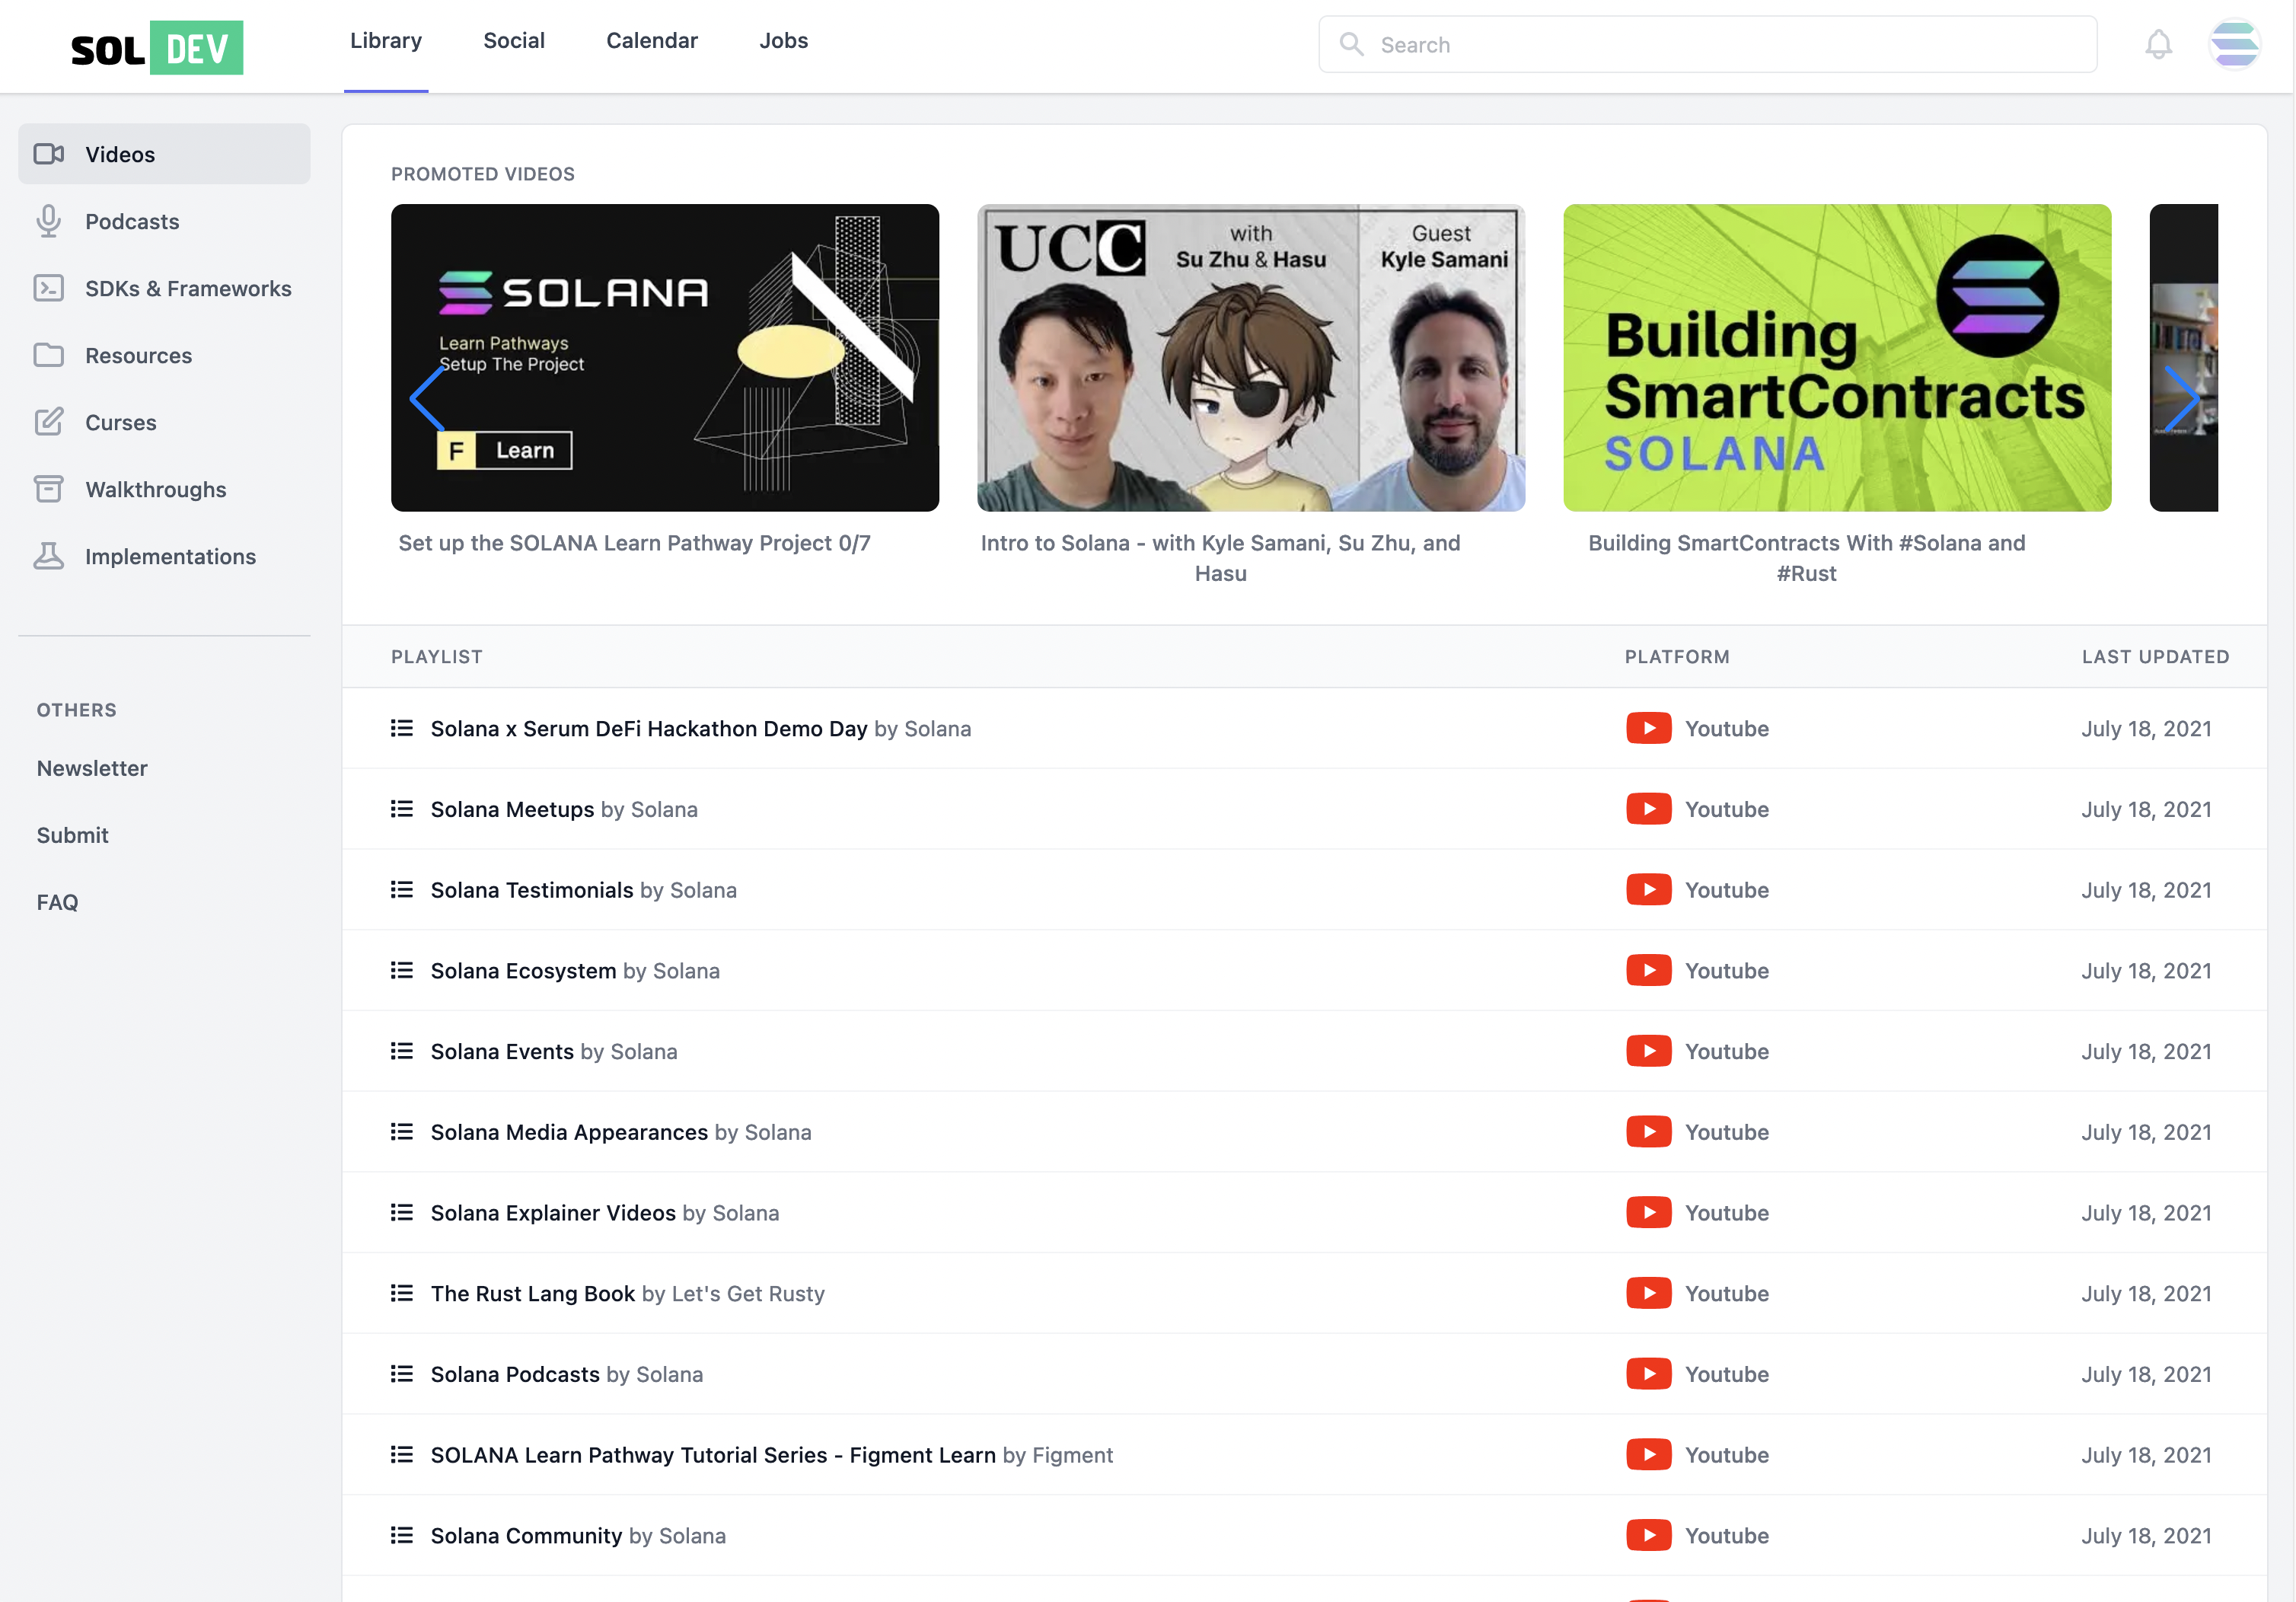 SOL DEV
Library
Social
Calendar
Jobs
Search
Videos
Podcasts
SDKs & Frameworks
Resources
Curses
Walkthroughs
Implementations
OTHERS
Newsletter
Submit
FAQ
PROMOTED VIDEOS
SOLANA
Learn Pathways
Setup The Project
F Learn
Set up the SOLANA Learn Pathway Project 0/7
UCC
with
Su Zhu & Hasu
Guest
Kyle Samani
Intro to Solana - with Kyle Samani, Su Zhu, and
Hasu
Building
SmartContracts
SOLANA
Building SmartContracts With #Solana and
#Rust
PLAYLIST PLATFORM LAST UPDATED
Solana x Serum DeFi Hackathon Demo Day by Solana Youtube July 18, 2021
Solana Meetups by Solana Youtube July 18, 2021
Solana Testimonials by Solana Youtube July 18, 2021
Solana Ecosystem by Solana Youtube July 18, 2021
Solana Events by Solana Youtube July 18, 2021
Solana Media Appearances by Solana Youtube July 18, 2021
Solana Explainer Videos by Solana Youtube July 18, 2021
The Rust Lang Book by Let's Get Rusty Youtube July 18, 2021
Solana Podcasts by Solana Youtube July 18, 2021
SOLANA Learn Pathway Tutorial Series - Figment Learn by Figment Youtube July 18, 2021
Solana Community by Solana Youtube July 18, 2021